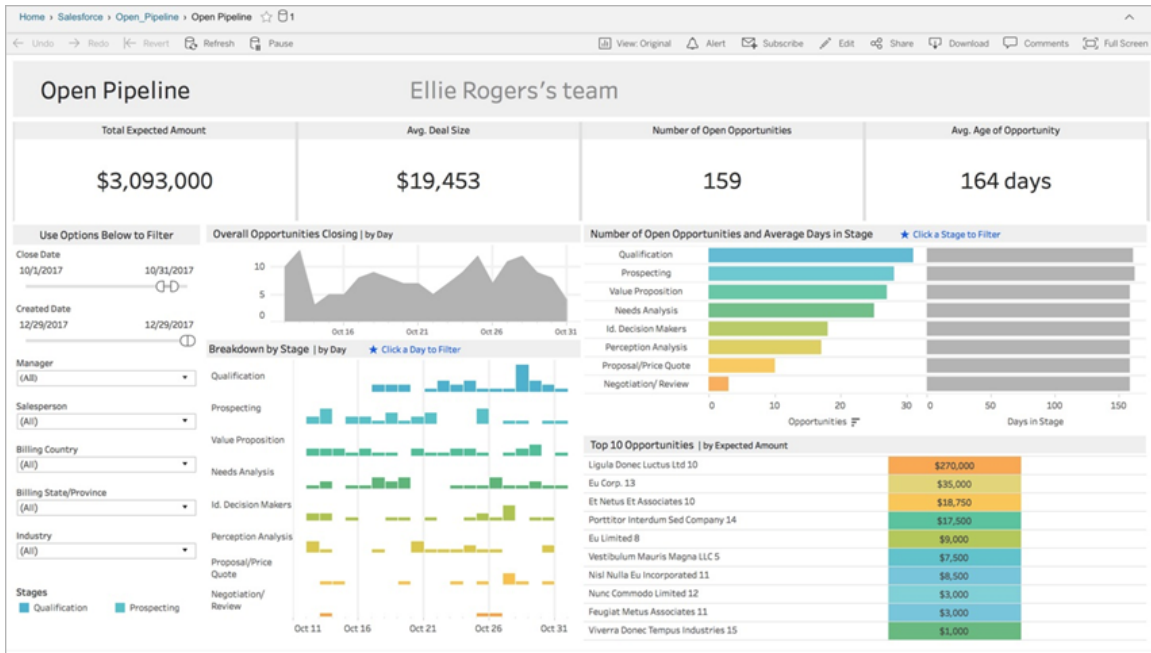 Home › Salesforce › Open_Pipeline › Open Pipeline 1
Undo Redo Revert Refresh Pause View: Original Alert Subscribe Edit Share Download Comments Full Screen
Open Pipeline Ellie Rogers's team
Total Expected Amount Avg. Deal Size Number of Open Opportunities Avg. Age of Opportunity
$3,093,000 $19,453 159 164 days
Use Options Below to Filter
Close Date
10/1/2017 10/31/2017
Created Date
12/29/2017 12/29/2017
Manager
(All)
Salesperson
(All)
Billing Country
(All)
Billing State/Province
(All)
Industry
(All)
Stages
Qualification Prospecting
Overall Opportunities Closing | by Day
10
5
0
Oct 16 Oct 21 Oct 26 Oct 31
Breakdown by Stage | by Day ★ Click a Day to Filter
Qualification
Prospecting
Value Proposition
Needs Analysis
Id. Decision Makers
Perception Analysis
Proposal/Price
Quote
Negotiation/
Review
Oct 11 Oct 16 Oct 21 Oct 26 Oct 31
Number of Open Opportunities and Average Days in Stage ★ Click a Stage to Filter
Qualification
Prospecting
Value Proposition
Needs Analysis
Id. Decision Makers
Perception Analysis
Proposal/Price Quote
Negotiation/ Review
0 10 20 30 0 50 100 150
Opportunities Days in Stage
Top 10 Opportunities | by Expected Amount
Ligula Donec Luctus Ltd 10 $270,000
Eu Corp. 13 $35,000
Et Netus Et Associates 10 $18,750
Porttitor Interdum Sed Company 14 $17,500
Eu Limited 8 $9,000
Vestibulum Mauris Magna LLC 5 $7,500
Nisl Nulla Eu Incorporated 11 $8,500
Nunc Commodo Limited 12 $3,000
Feugiat Metus Associates 11 $3,000
Viverra Donec Tempus Industries 15 $1,000